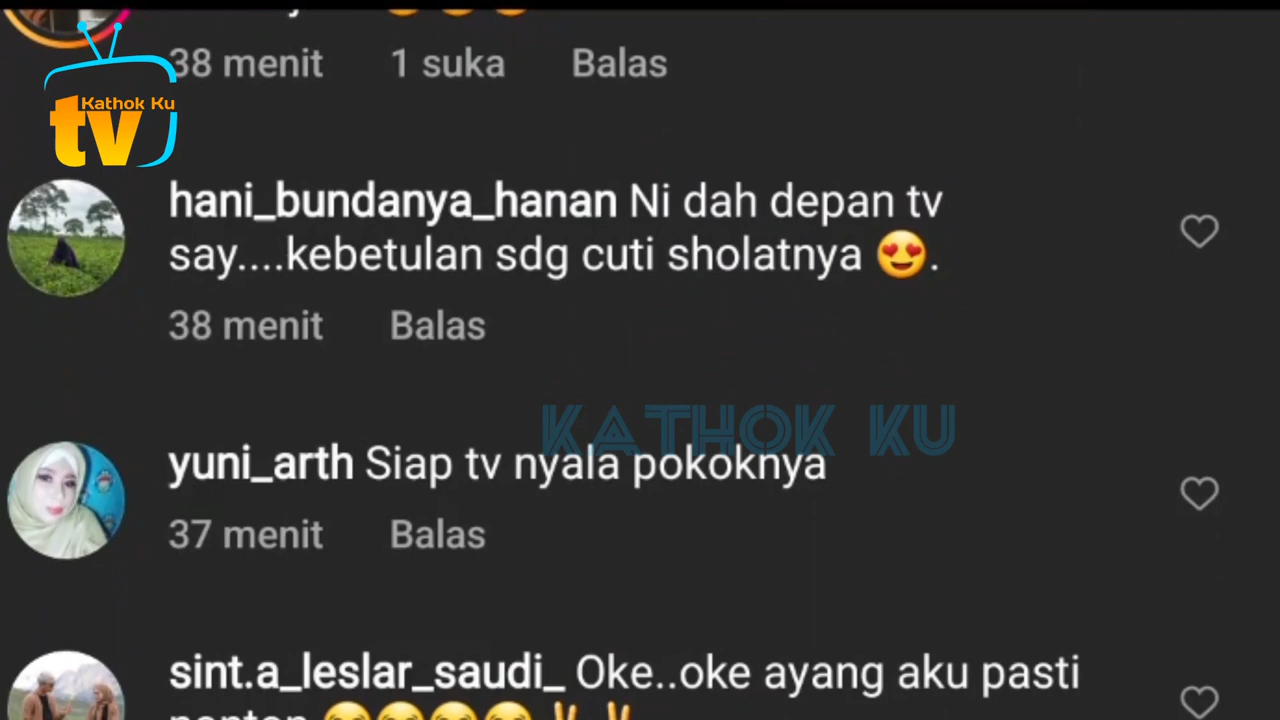 38 menit 1 suka Balas
Kathok Ku
tv
hani_bundanya_hanan Ni dah depan tv
say....kebetulan sdg cuti sholatnya 😍.
38 menit Balas
KATHOK KU
yuni_arth Siap tv nyala pokoknya
37 menit Balas
sint.a_leslar_saudi_ Oke..oke ayang aku pasti